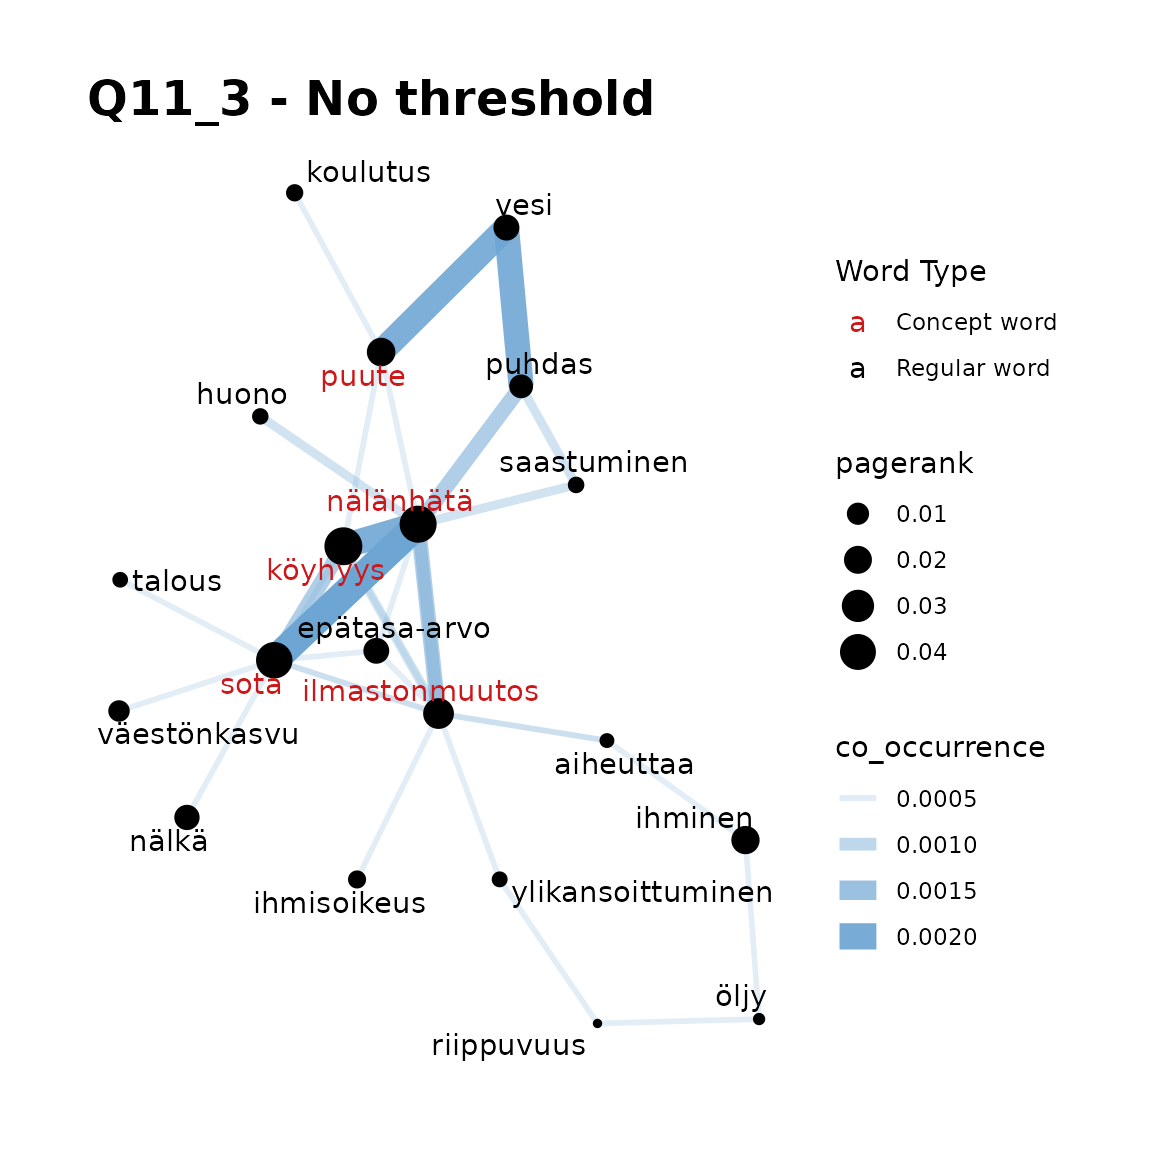 Q11_3 - No threshold
koulutus
vesi
puute
puhdas
huono
saastuminen
nälänhätä
köyhyys
talous
epätasa-arvo
sota
ilmastonmuutos
väestönkasvu
aiheuttaa
ihminen
nälkä
ihmisoikeus
ylikansoittuminen
öljy
riippuvuus
Word Type
a Concept word
a Regular word
pagerank
0.01
0.02
0.03
0.04
co_occurrence
0.0005
0.0010
0.0015
0.0020